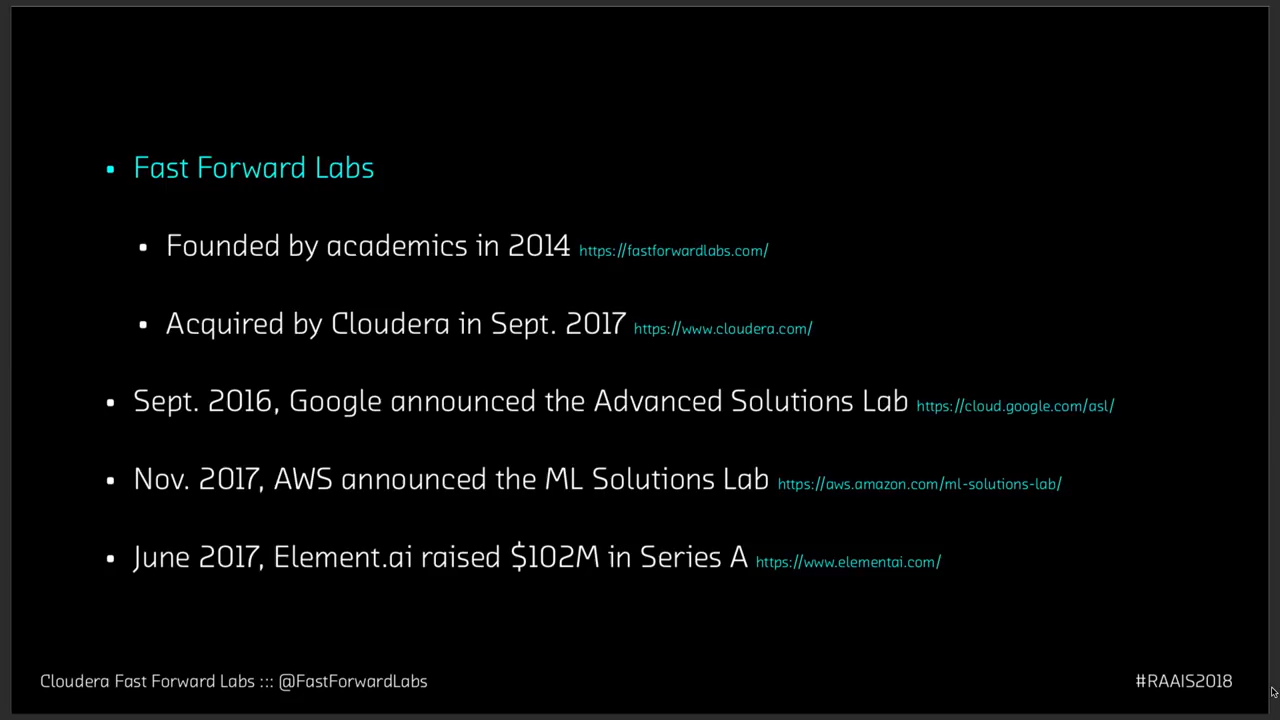 • Fast Forward Labs
• Founded by academics in 2014 https://fastforwardlabs.com/
• Acquired by Cloudera in Sept. 2017 https://www.cloudera.com/
• Sept. 2016, Google announced the Advanced Solutions Lab https://cloud.google.com/asl/
• Nov. 2017, AWS announced the ML Solutions Lab https://aws.amazon.com/ml-solutions-lab/
• June 2017, Element.ai raised $102M in Series A https://www.elementai.com/
Cloudera Fast Forward Labs ::: @FastForwardLabs #RAAIS2018